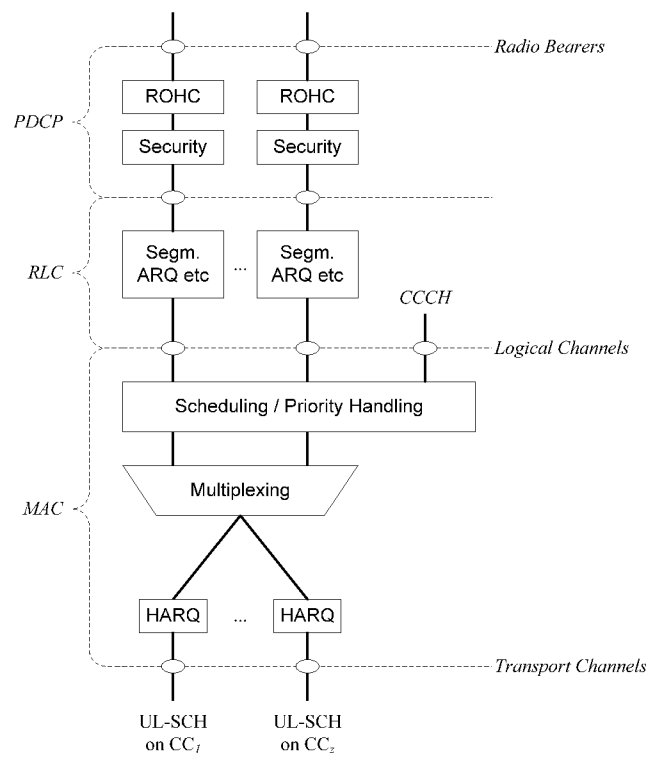 Radio Bearers
ROHC
ROHC
PDCP
Security
Security
Segm.
ARQ etc
...
Segm.
ARQ etc
RLC
CCCH
Logical Channels
Scheduling / Priority Handling
Multiplexing
MAC
HARQ
...
HARQ
Transport Channels
UL-SCH
on CC1
UL-SCH
on CCz